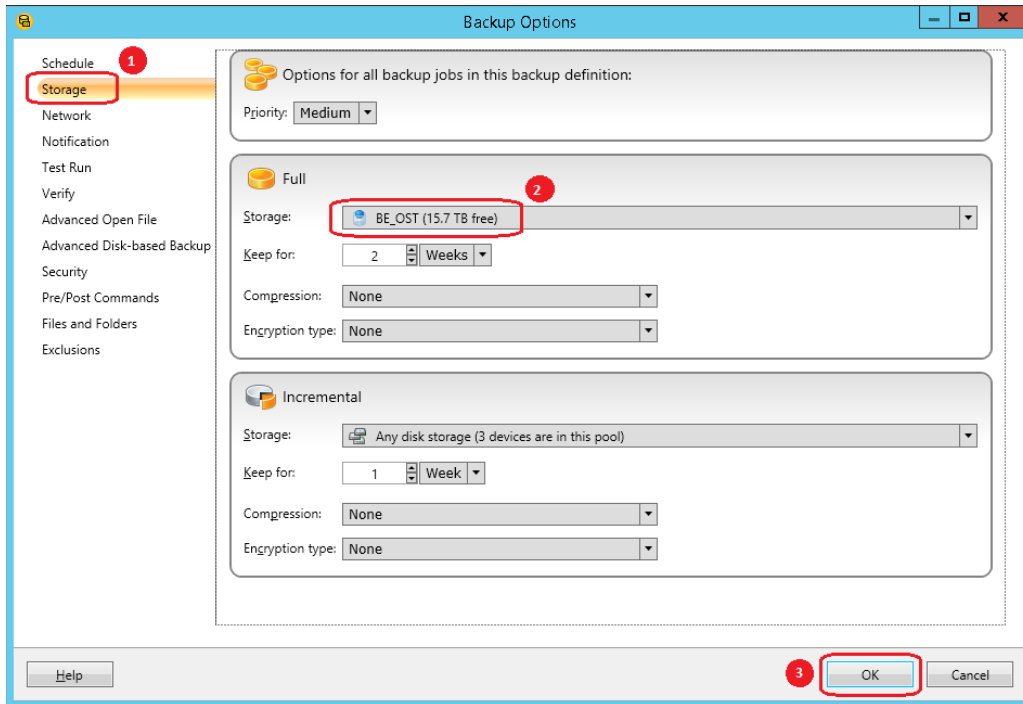 Backup Options
Schedule
1
Storage
Network
Notification
Test Run
Verify
Advanced Open File
Advanced Disk-based Backup
Security
Pre/Post Commands
Files and Folders
Exclusions
Options for all backup jobs in this backup definition:
Priority: Medium
Full
2
Storage: BE_OST (15.7 TB free)
Keep for: 2 Weeks
Compression: None
Encryption type: None
Incremental
Storage: Any disk storage (3 devices are in this pool)
Keep for: 1 Week
Compression: None
Encryption type: None
Help
3
OK
Cancel